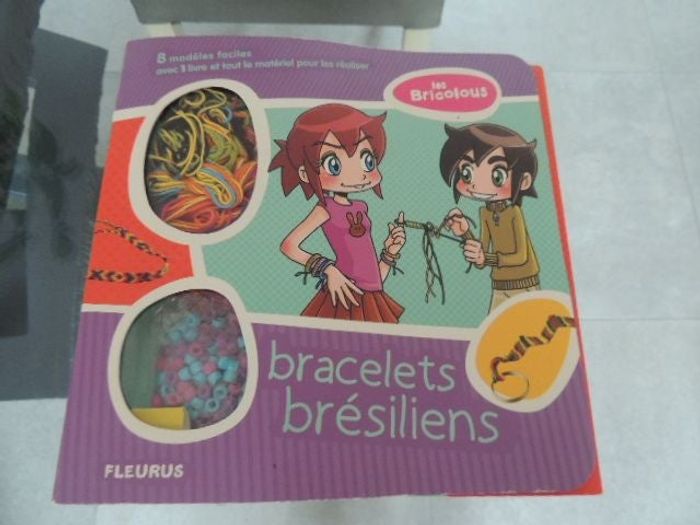 8 modèles faciles
avec 1 livre et tout le matériel pour les réaliser
les
Bricolous
bracelets
brésiliens
FLEURUS